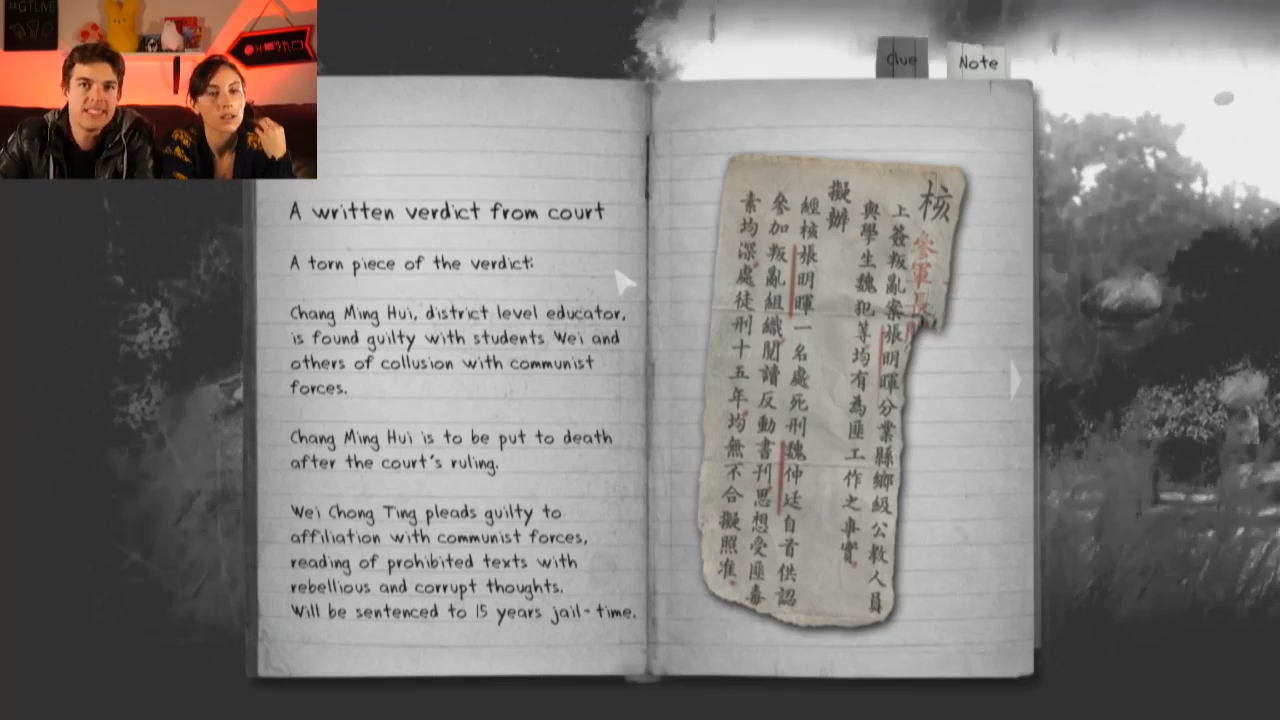 #GTLIVE
Clue
Note
A written verdict from court
A torn piece of the verdict:
Chang Ming Hui, district level educator,
is found guilty with students Wei and
others of collusion with communist
forces.
Chang Ming Hui is to be put to death
after the court's ruling.
Wei Chong Ting pleads guilty to
affiliation with communist forces,
reading of prohibited texts with
rebellious and corrupt thoughts.
Will be sentenced to 15 years jail-time.
核
參軍長
上簽叛亂案張明暉分業縣鄉級公教人員
與學生魏犯等均有為匪工作之事實
擬辦
經核張明暉一名處死刑魏仲廷自首供認
參加叛亂組織閱讀反動書刊思想受匪毒
素均深處徒刑十五年均無不合擬照准